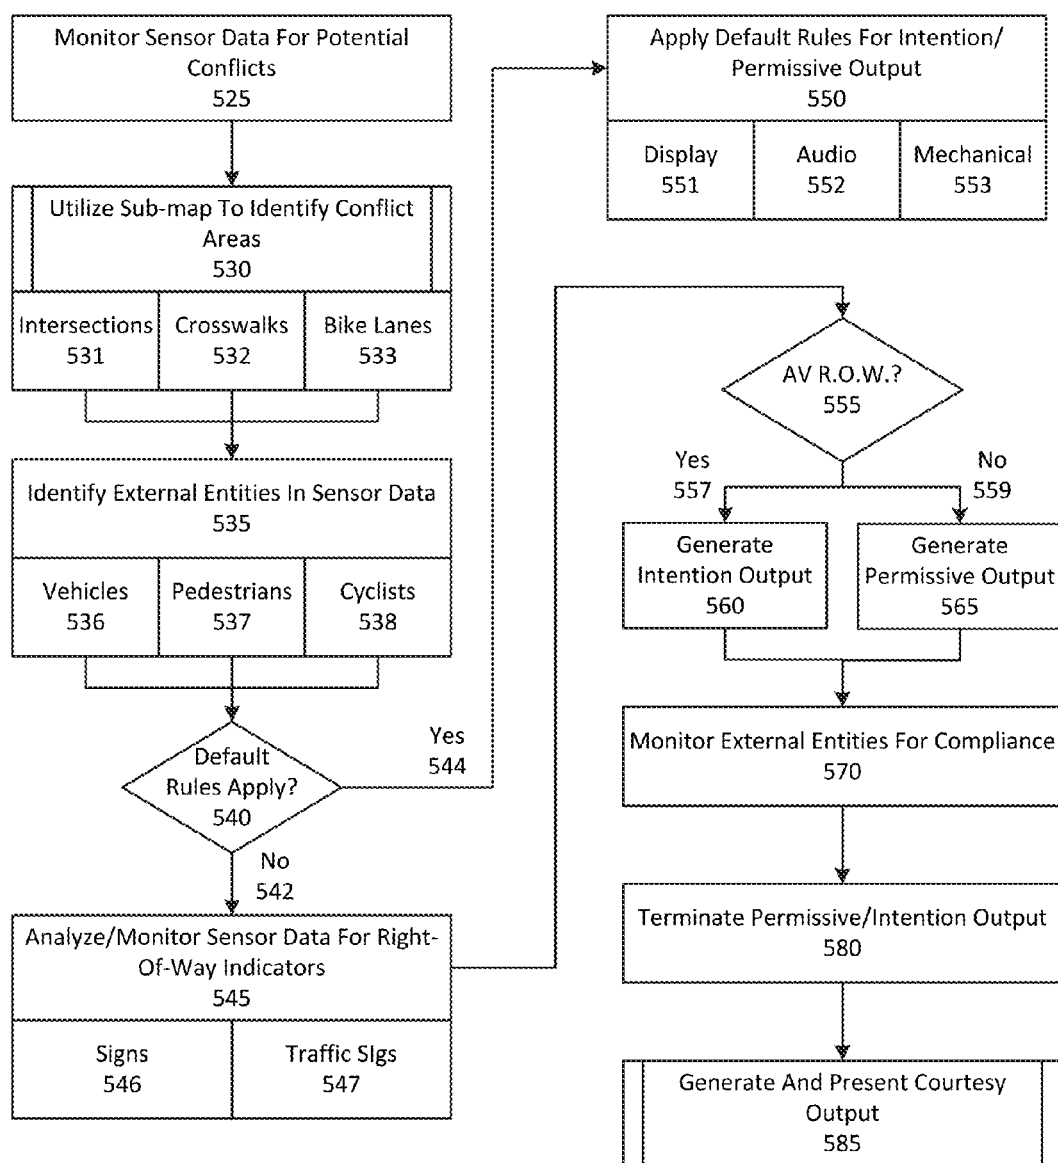 Monitor Sensor Data For Potential
Conflicts
525
Utilize Sub-map To Identify Conflict
Areas
530
Intersections
531
Crosswalks
532
Bike Lanes
533
Identify External Entities In Sensor Data
535
Vehicles
536
Pedestrians
537
Cyclists
538
Default
Rules Apply?
540
Yes
544
No
542
Analyze/Monitor Sensor Data For Right-
Of-Way Indicators
545
Signs
546
Traffic SIgs
547
Apply Default Rules For Intention/
Permissive Output
550
Display
551
Audio
552
Mechanical
553
AV R.O.W.?
555
Yes
557
No
559
Generate
Intention Output
560
Generate
Permissive Output
565
Monitor External Entities For Compliance
570
Terminate Permissive/Intention Output
580
Generate And Present Courtesy
Output
585